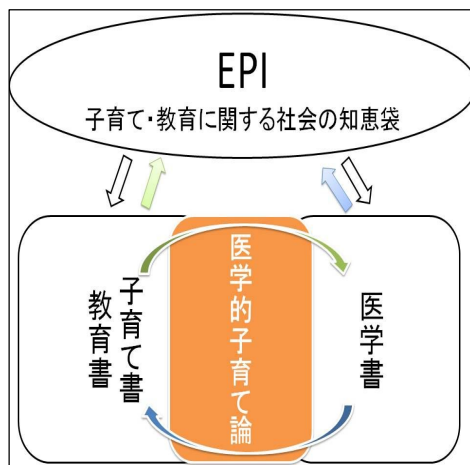 EPI
子育て・教育に関する社会の知恵袋
子育て書
教育書
医学的子育て論
医学書